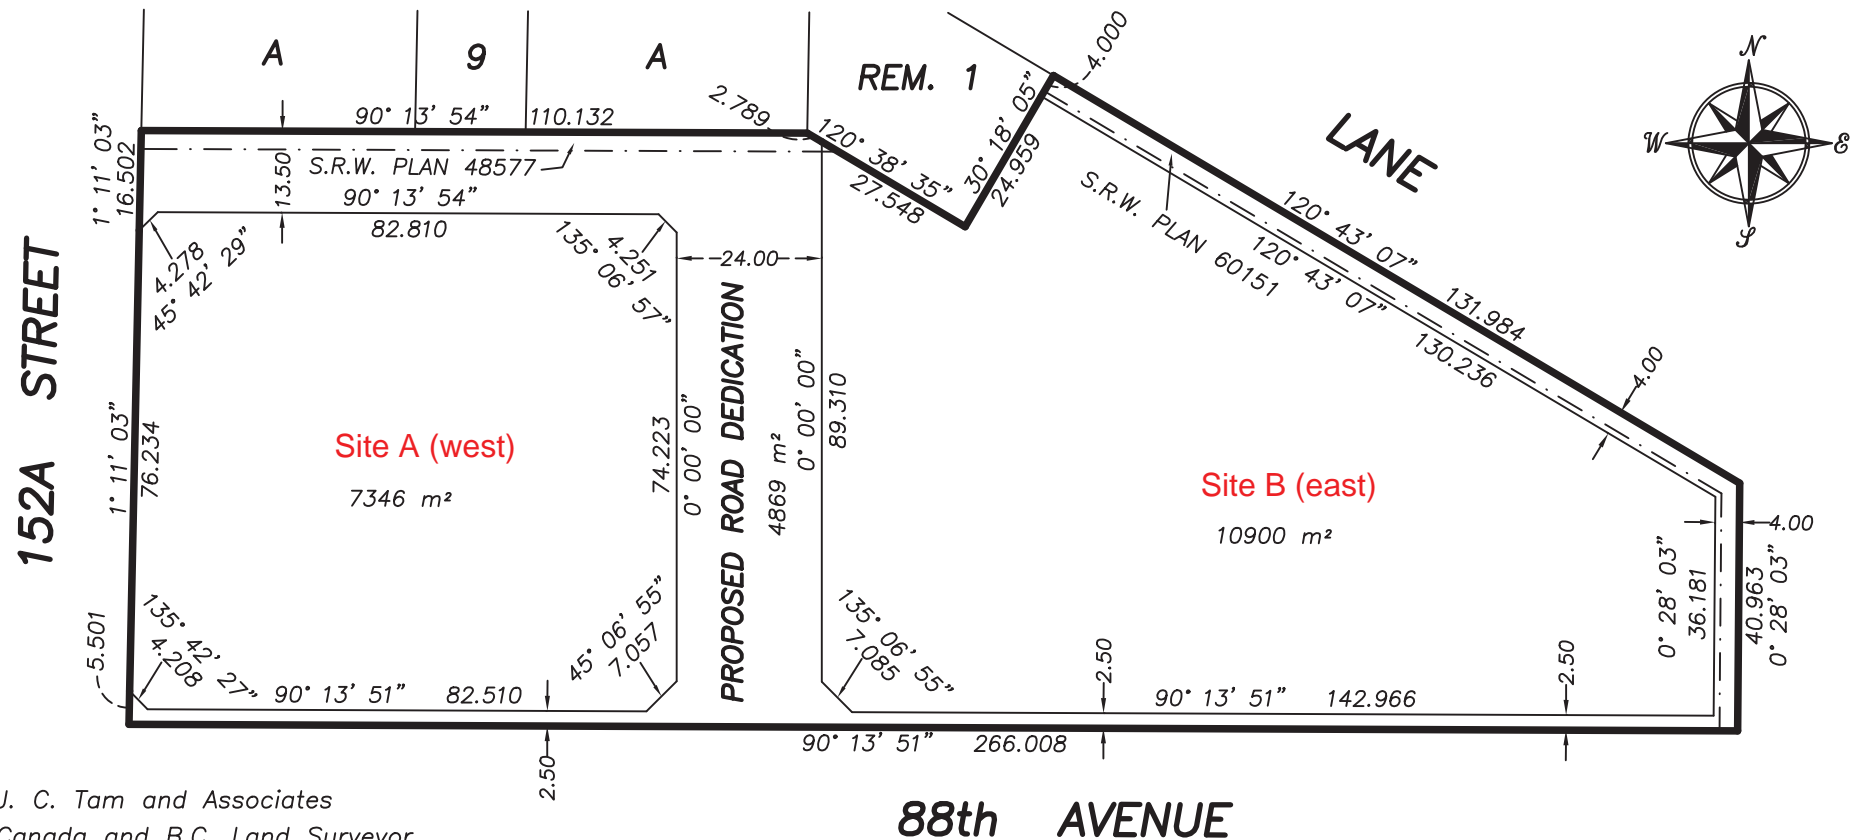 A
9
A
REM. 1
4.000
N
W
E
S
LANE
90° 13' 54" 110.132
2.789
1° 11' 03"
16.502
13.50
S.R.W. PLAN 48577
90° 13' 54"
82.810
120° 38' 35"
27.548
30° 18' 05"
24.959
S.R.W. PLAN 60151
120° 43' 07"
131.984
120° 43' 07"
130.236
4.278
45° 42' 29"
4.251
135° 06' 57"
24.00
4.00
152A STREET
1° 11' 03"
76.234
Site A (west)
7346 m²
74.223
0° 00' 00"
PROPOSED ROAD DEDICATION
4869 m²
0° 00' 00"
89.310
Site B (east)
10900 m²
4.00
0° 28' 03"
36.181
40.963
0° 28' 03"
5.501
135° 42' 27"
4.208
45° 06' 55"
7.057
135° 06' 55"
7.085
2.50
2.50
90° 13' 51" 82.510
90° 13' 51" 142.966
90° 13' 51" 266.008
2.50
J. C. Tam and Associates
Canada and B.C. Land Surveyor
88th AVENUE